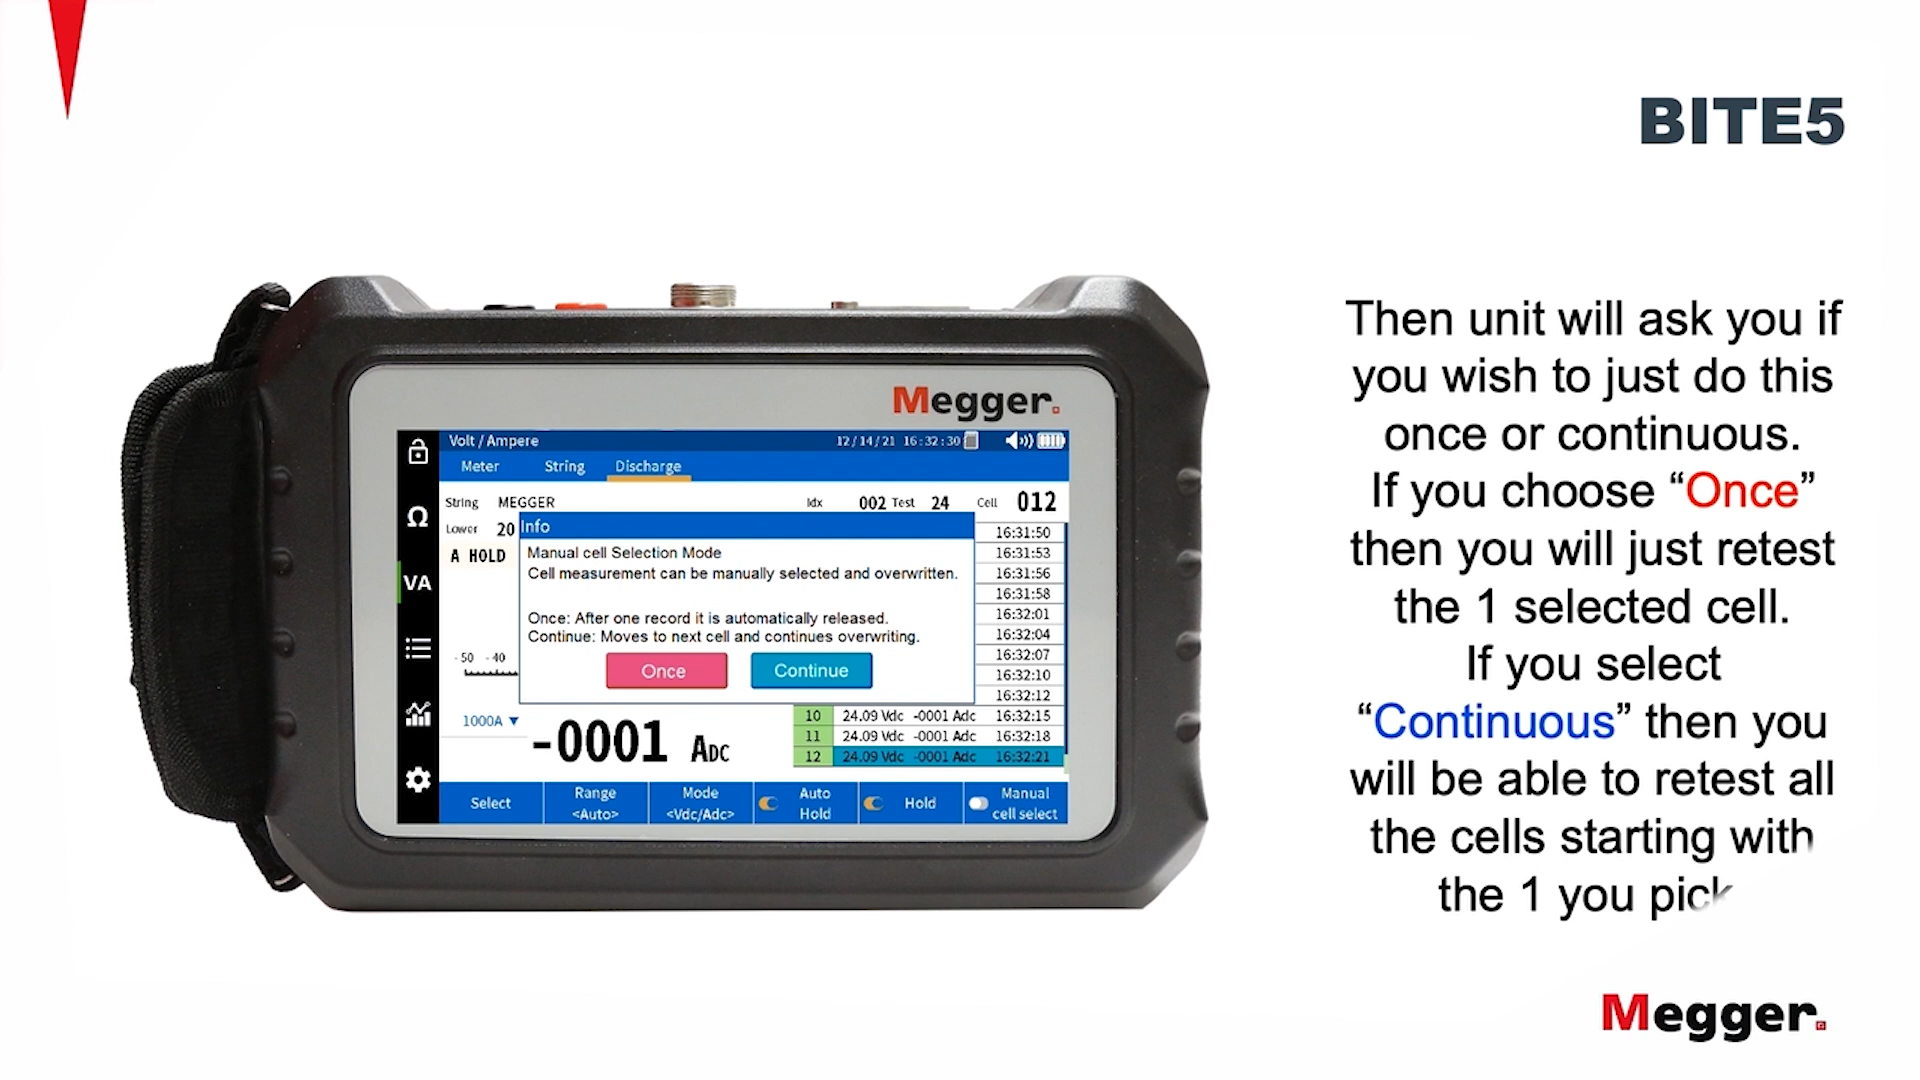 BITE5
Megger.
Volt / Ampere
12/14/21 16:32:30
Meter
String
Discharge
String MEGGER
Idx 002 Test 24 Cell 012
Lower 20
Info
A HOLD
VA
Manual cell Selection Mode
Cell measurement can be manually selected and overwritten.
Once: After one record it is automatically released.
Continue: Moves to next cell and continues overwriting.
Once
Continue
16:31:50
16:31:53
16:31:56
16:31:58
16:32:01
16:32:04
16:32:07
16:32:10
16:32:12
10 24.09 Vdc -0001 Adc 16:32:15
11 24.09 Vdc -0001 Adc 16:32:18
12 24.09 Vdc -0001 Adc 16:32:21
-50 -40
1000A ▼
-0001 ADC
Select
Range
<Auto>
Mode
<Vdc/Adc>
Auto
Hold
Hold
Manual
cell select
Then unit will ask you if
you wish to just do this
once or continuous.
If you choose “Once”
then you will just retest
the 1 selected cell.
If you select
“Continuous” then you
will be able to retest all
the cells starting with
the 1 you pick
Megger.